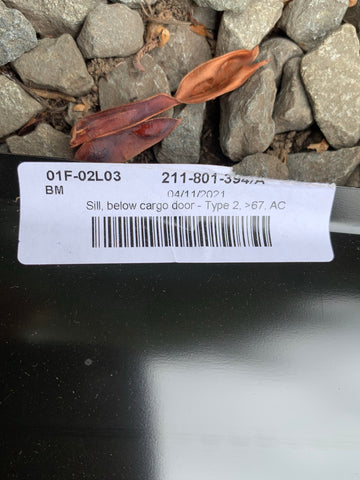 01F-02L03 211-801-394/A
BM 04/11/2021
Sill, below cargo door - Type 2, >67, AC